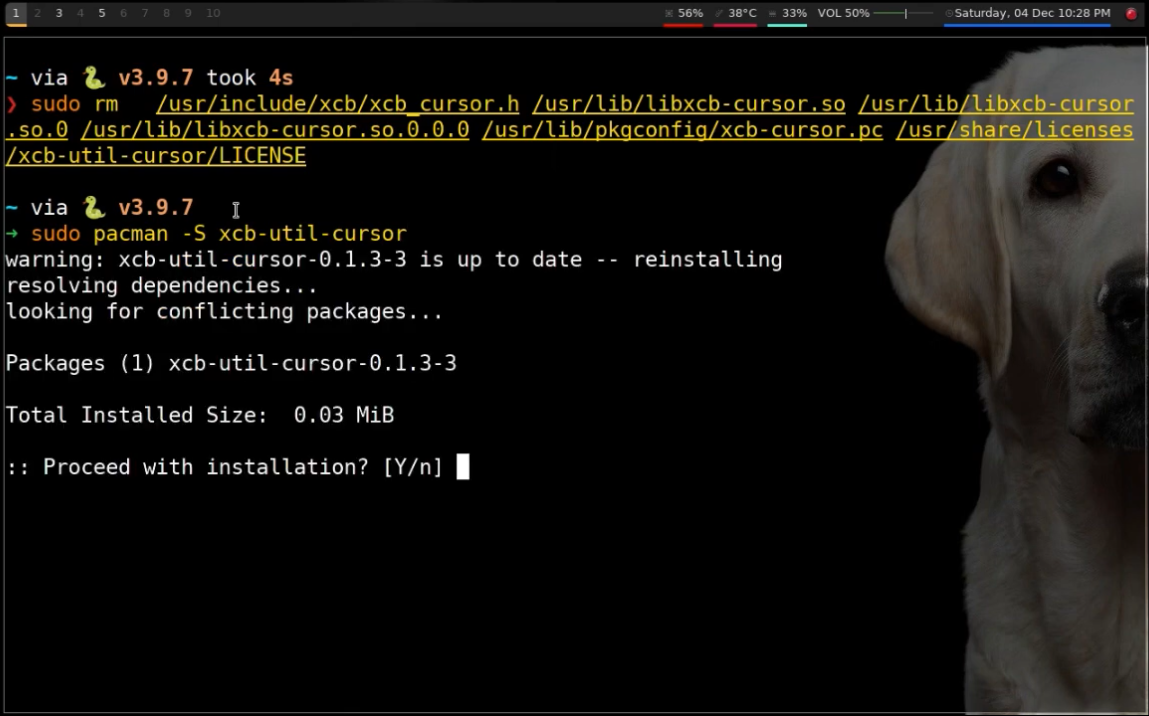 1 2 3 4 5 6 7 8 9 10 56% 38°C 33% VOL 50% Saturday, 04 Dec 10:28 PM
~ via 🐍 v3.9.7 took 4s
❯ sudo rm /usr/include/xcb/xcb_cursor.h /usr/lib/libxcb-cursor.so /usr/lib/libxcb-cursor
.so.0 /usr/lib/libxcb-cursor.so.0.0.0 /usr/lib/pkgconfig/xcb-cursor.pc /usr/share/licenses
/xcb-util-cursor/LICENSE
~ via 🐍 v3.9.7
➜ sudo pacman -S xcb-util-cursor
warning: xcb-util-cursor-0.1.3-3 is up to date -- reinstalling
resolving dependencies...
looking for conflicting packages...
Packages (1) xcb-util-cursor-0.1.3-3
Total Installed Size:  0.03 MiB
:: Proceed with installation? [Y/n]